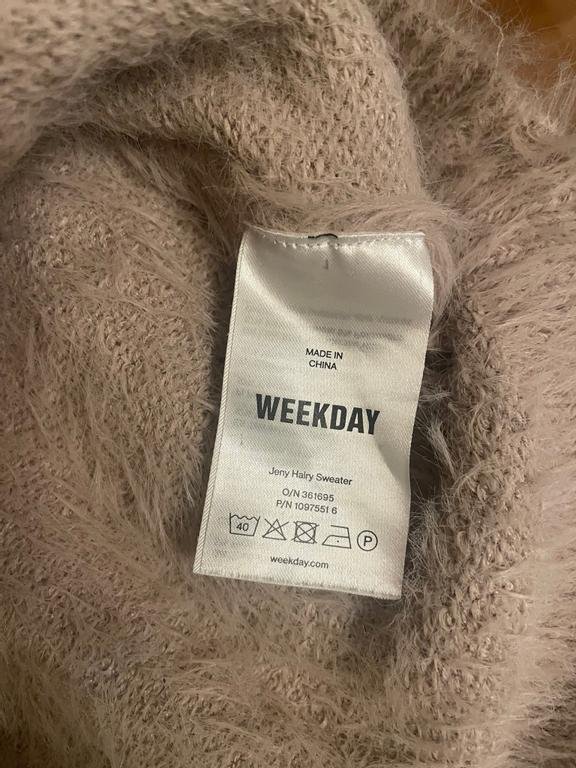 MADE IN
CHINA
WEEKDAY
Jeny Hairy Sweater
O/N 361695
P/N 1097551 6
40
P
weekday.com